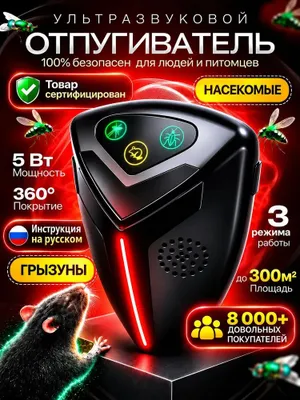 УЛЬТРАЗВУКОВОЙ
ОТПУГИВАТЕЛЬ
100% безопасен для людей и питомцев
Товар
сертифицирован
НАСЕКОМЫЕ
5 Вт
Мощность
360°
Покрытие
Инструкция
на русском
3
режима
работы
ГРЫЗУНЫ
до 300м²
Площадь
8 000+
ДОВОЛЬНЫХ
ПОКУПАТЕЛЕЙ